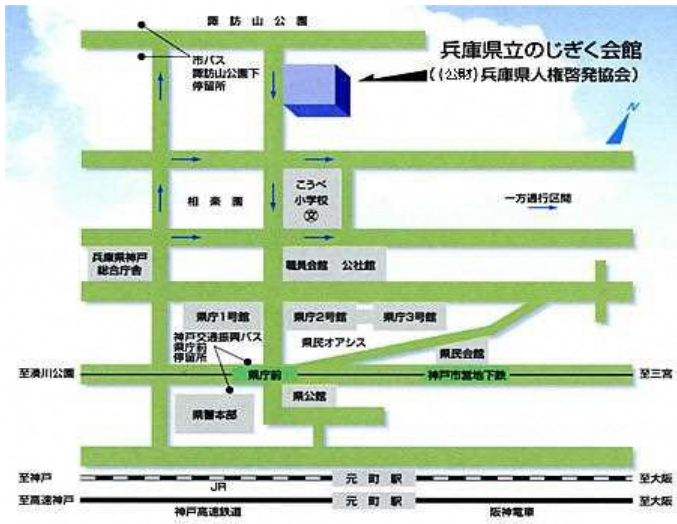 諏訪山公園
市バス
諏訪山公園下
停留所
兵庫県立のじぎく会館
((公財)兵庫県人権啓発協会)
N
相楽園
こうべ
小学校
文
一方通行区間
兵庫県神戸
総合庁舎
職員会館 公社館
県庁1号館
県庁2号館
県庁3号館
神戸交通振興バス
県庁前
停留所
県民オアシス
県民会館
至湊川公園
県庁前
神戸市営地下鉄
至三宮
県警本部
県公館
至神戸
JR
元町駅
至大阪
至高速神戸
神戸高速鉄道
元町駅
阪神電車
至大阪